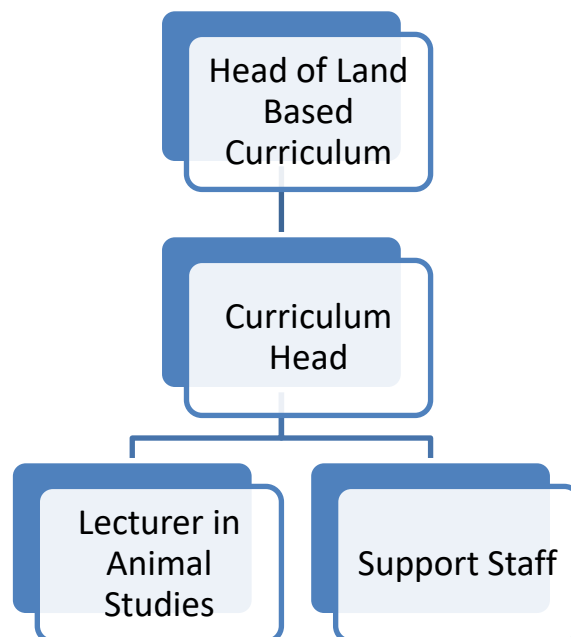 Head of Land
Based
Curriculum
Curriculum
Head
Lecturer in
Animal
Studies
Support Staff